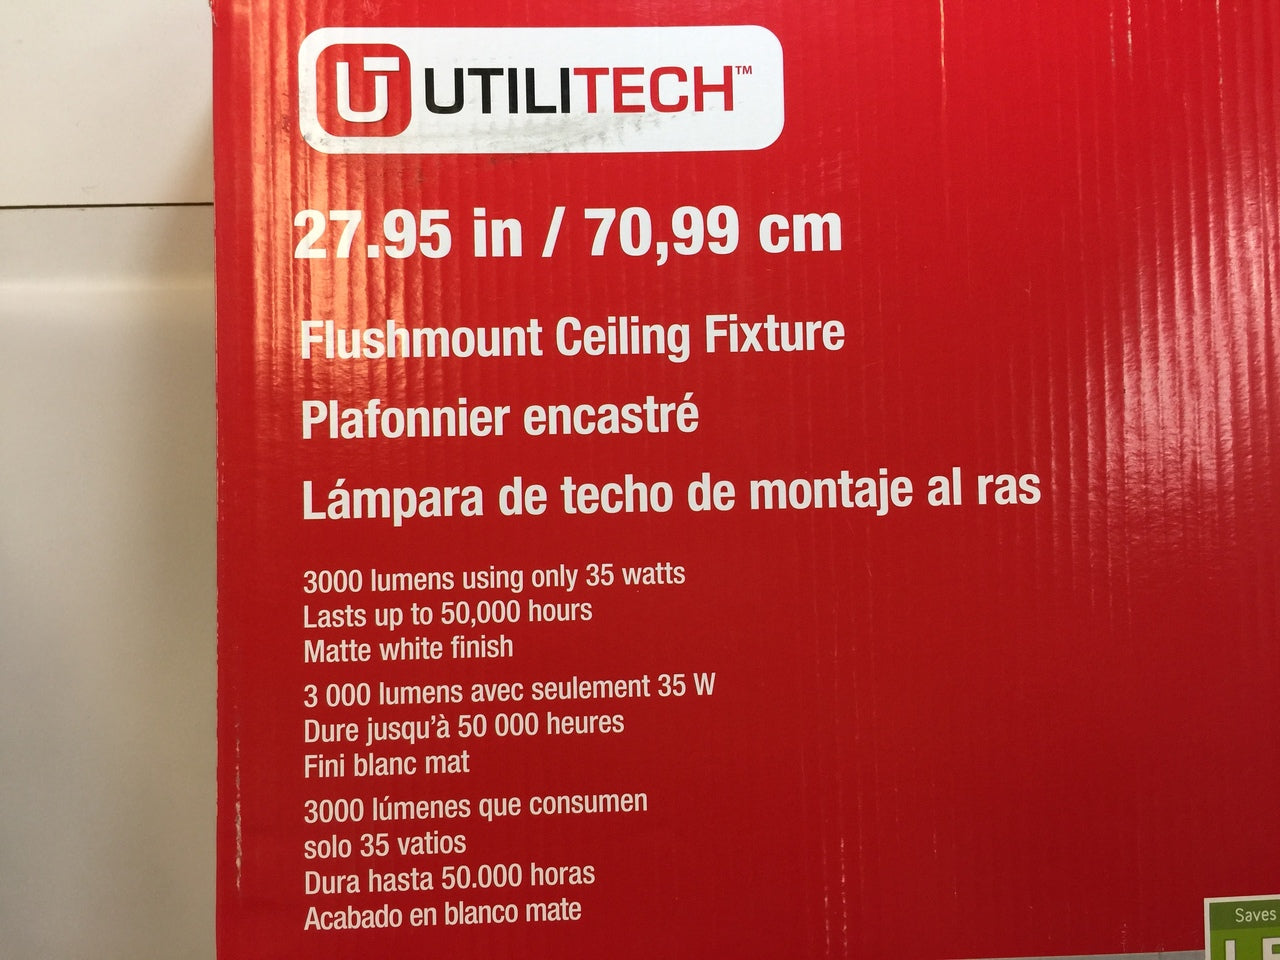 UTILITECH™
27.95 in / 70,99 cm
Flushmount Ceiling Fixture
Plafonnier encastré
Lámpara de techo de montaje al ras
3000 lumens using only 35 watts
Lasts up to 50,000 hours
Matte white finish
3 000 lumens avec seulement 35 W
Dure jusqu'à 50 000 heures
Fini blanc mat
3000 lúmenes que consumen
solo 35 vatios
Dura hasta 50.000 horas
Acabado en blanco mate
Saves